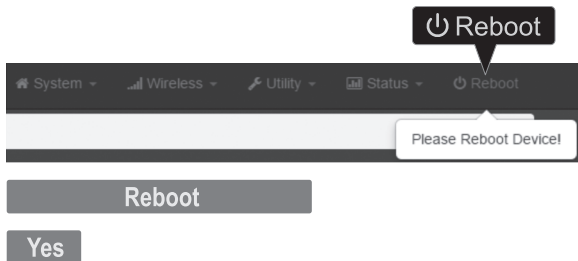 Reboot
System Wireless Utility Status Reboot
Please Reboot Device!
Reboot
Yes